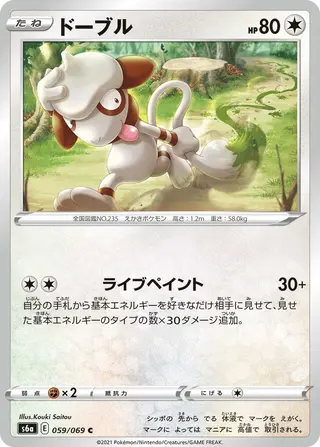 たね
ドーブル
HP80
全国図鑑NO.235 えかきポケモン 高さ:1.2m 重さ:58.0kg
ライブペイント 30+
自分の手札から基本エネルギーを好きなだけ相手に見せて、見
せた基本エネルギーのタイプの数×30ダメージ追加。
弱点 ×2 抵抗力 にげる
Illus.Kouki Saitou
s6a E 059/069 C
シッポの 先から でる 体液で マークを 描く。
マークに よっては マニアに 高値で 取引される。
©2021 Pokémon/Nintendo/Creatures/GAME FREAK.